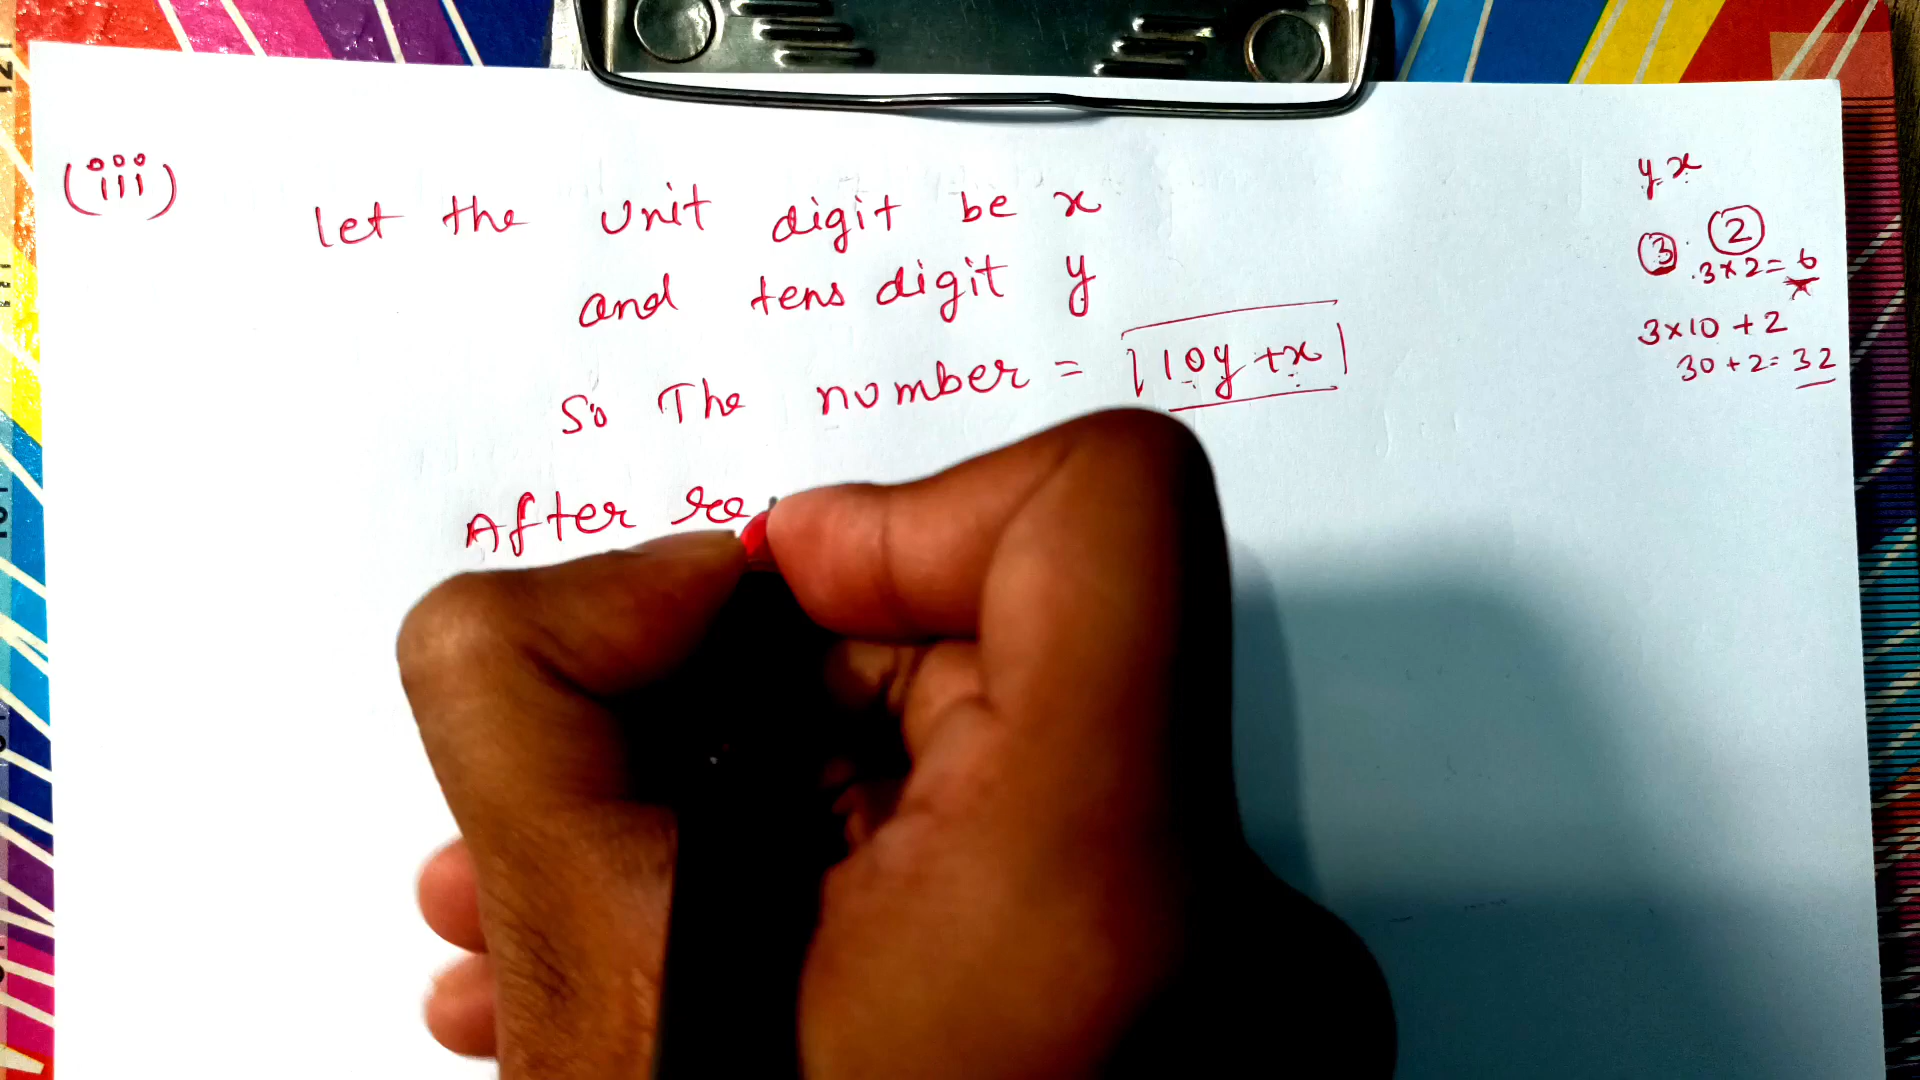 (iii)
let the unit digit be x
and tens digit y
So The number = 10y + x
After re
y x
3 2
3 × 2 = 6
3×10 + 2
30 + 2 = 32